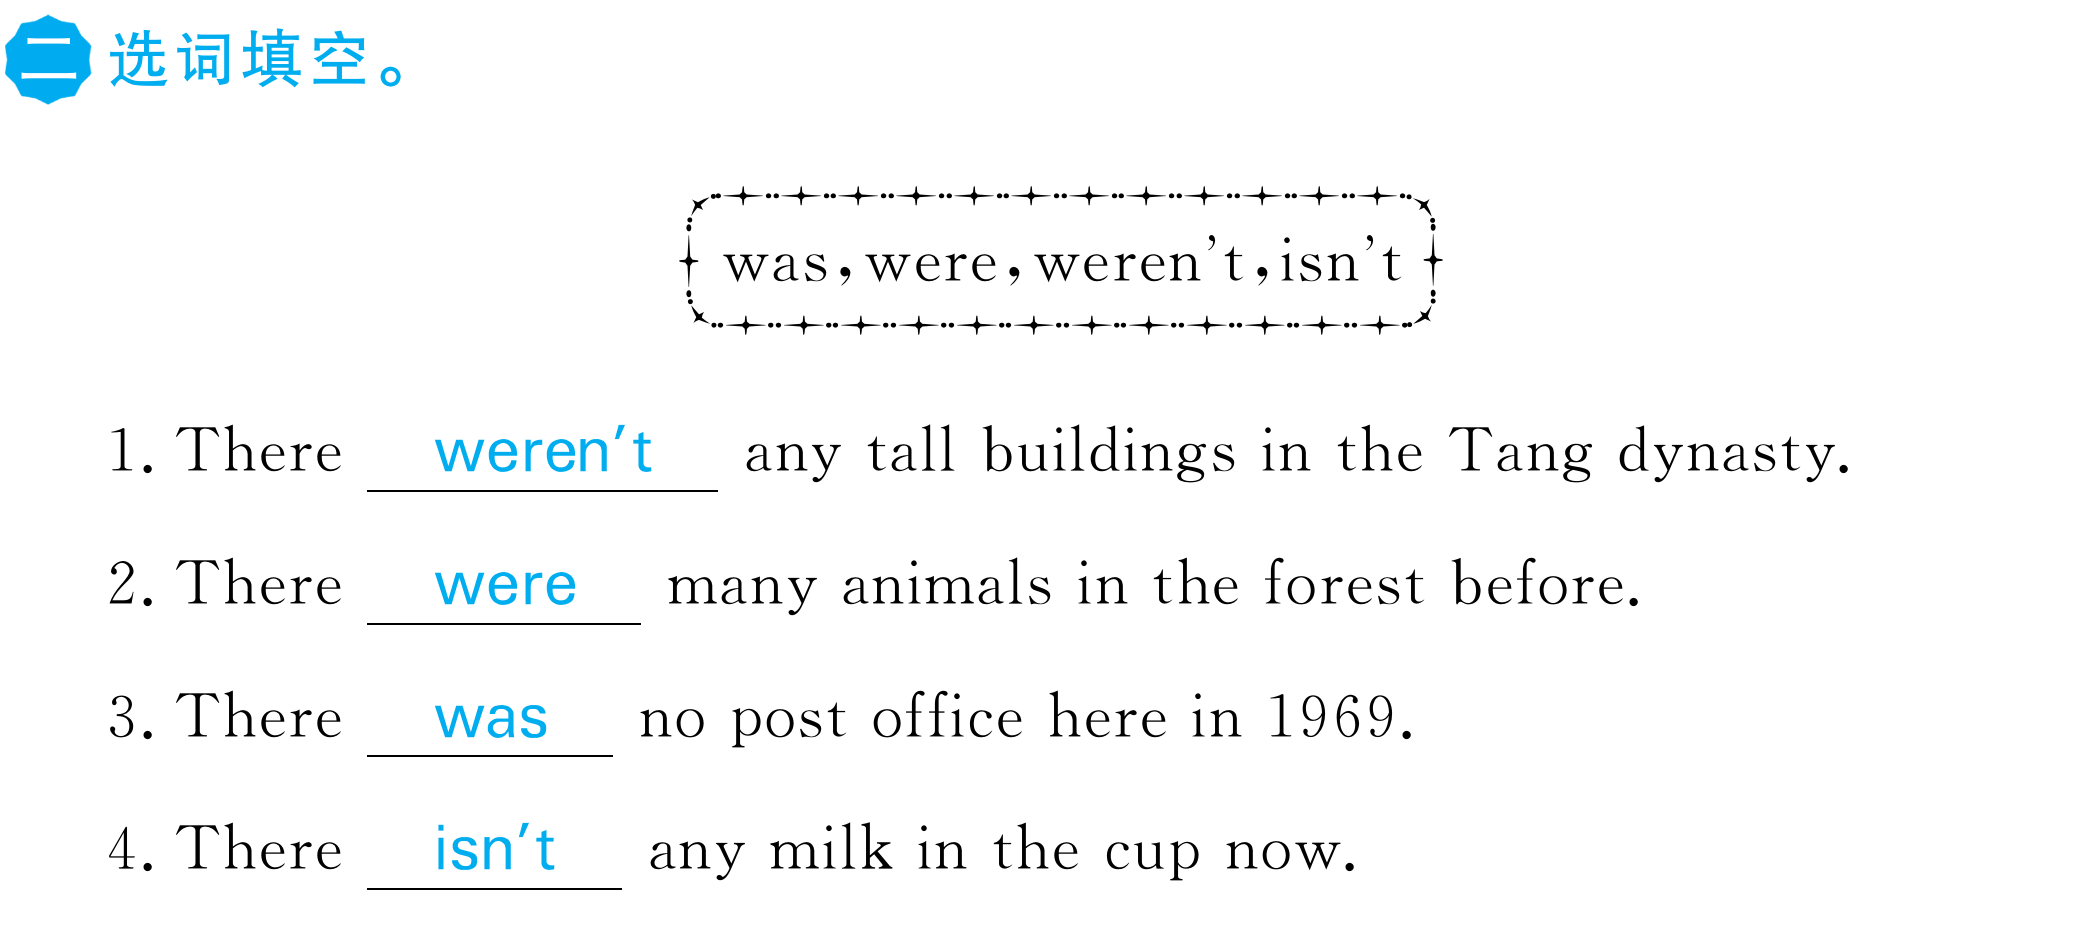 二 选词填空。
was,were,weren't,isn't
1. There weren't any tall buildings in the Tang dynasty.
2. There were many animals in the forest before.
3. There was no post office here in 1969.
4. There isn't any milk in the cup now.